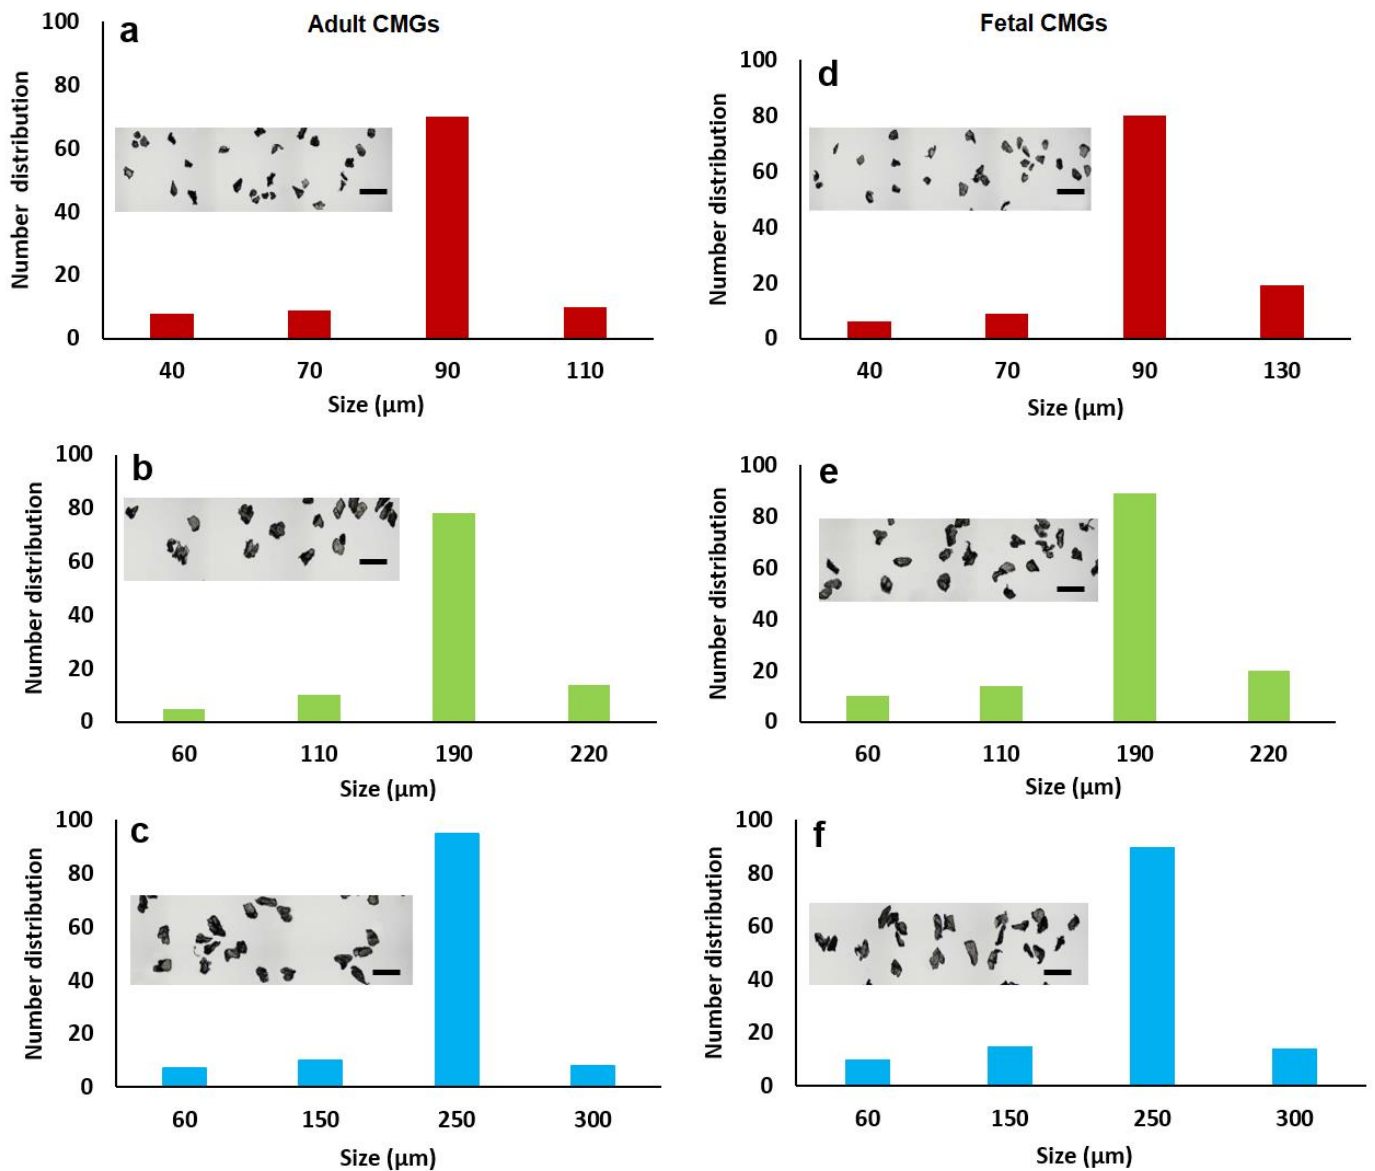 Adult CMGs
a
100
80
60
40
20
0
Number distribution
40 70 90 110
Size (µm)
Fetal CMGs
d
100
80
60
40
20
0
Number distribution
40 70 90 130
Size (µm)
b
100
80
60
40
20
0
Number distribution
60 110 190 220
Size (µm)
e
100
80
60
40
20
0
Number distribution
60 110 190 220
Size (µm)
c
100
80
60
40
20
0
Number distribution
60 150 250 300
Size (µm)
f
100
80
60
40
20
0
Number distribution
60 150 250 300
Size (µm)